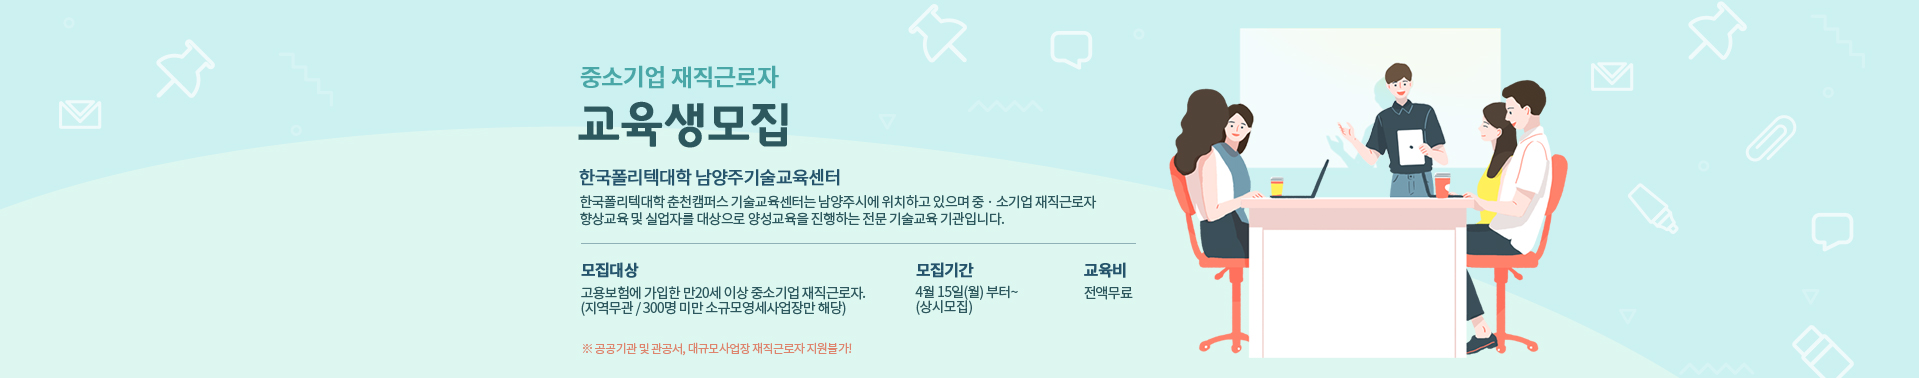 중소기업 재직근로자
교육생모집
한국폴리텍대학 남양주기술교육센터
한국폴리텍대학 춘천캠퍼스 기술교육센터는 남양주시에 위치하고 있으며 중 · 소기업 재직근로자
향상교육 및 실업자를 대상으로 양성교육을 진행하는 전문 기술교육 기관입니다.
모집대상
고용보험에 가입한 만20세 이상 중소기업 재직근로자.
(지역무관 / 300명 미만 소규모영세사업장만 해당)
모집기간
4월 15일(월) 부터~
(상시모집)
교육비
전액무료
※ 공공기관 및 관공서, 대규모사업장 재직근로자 지원불가!